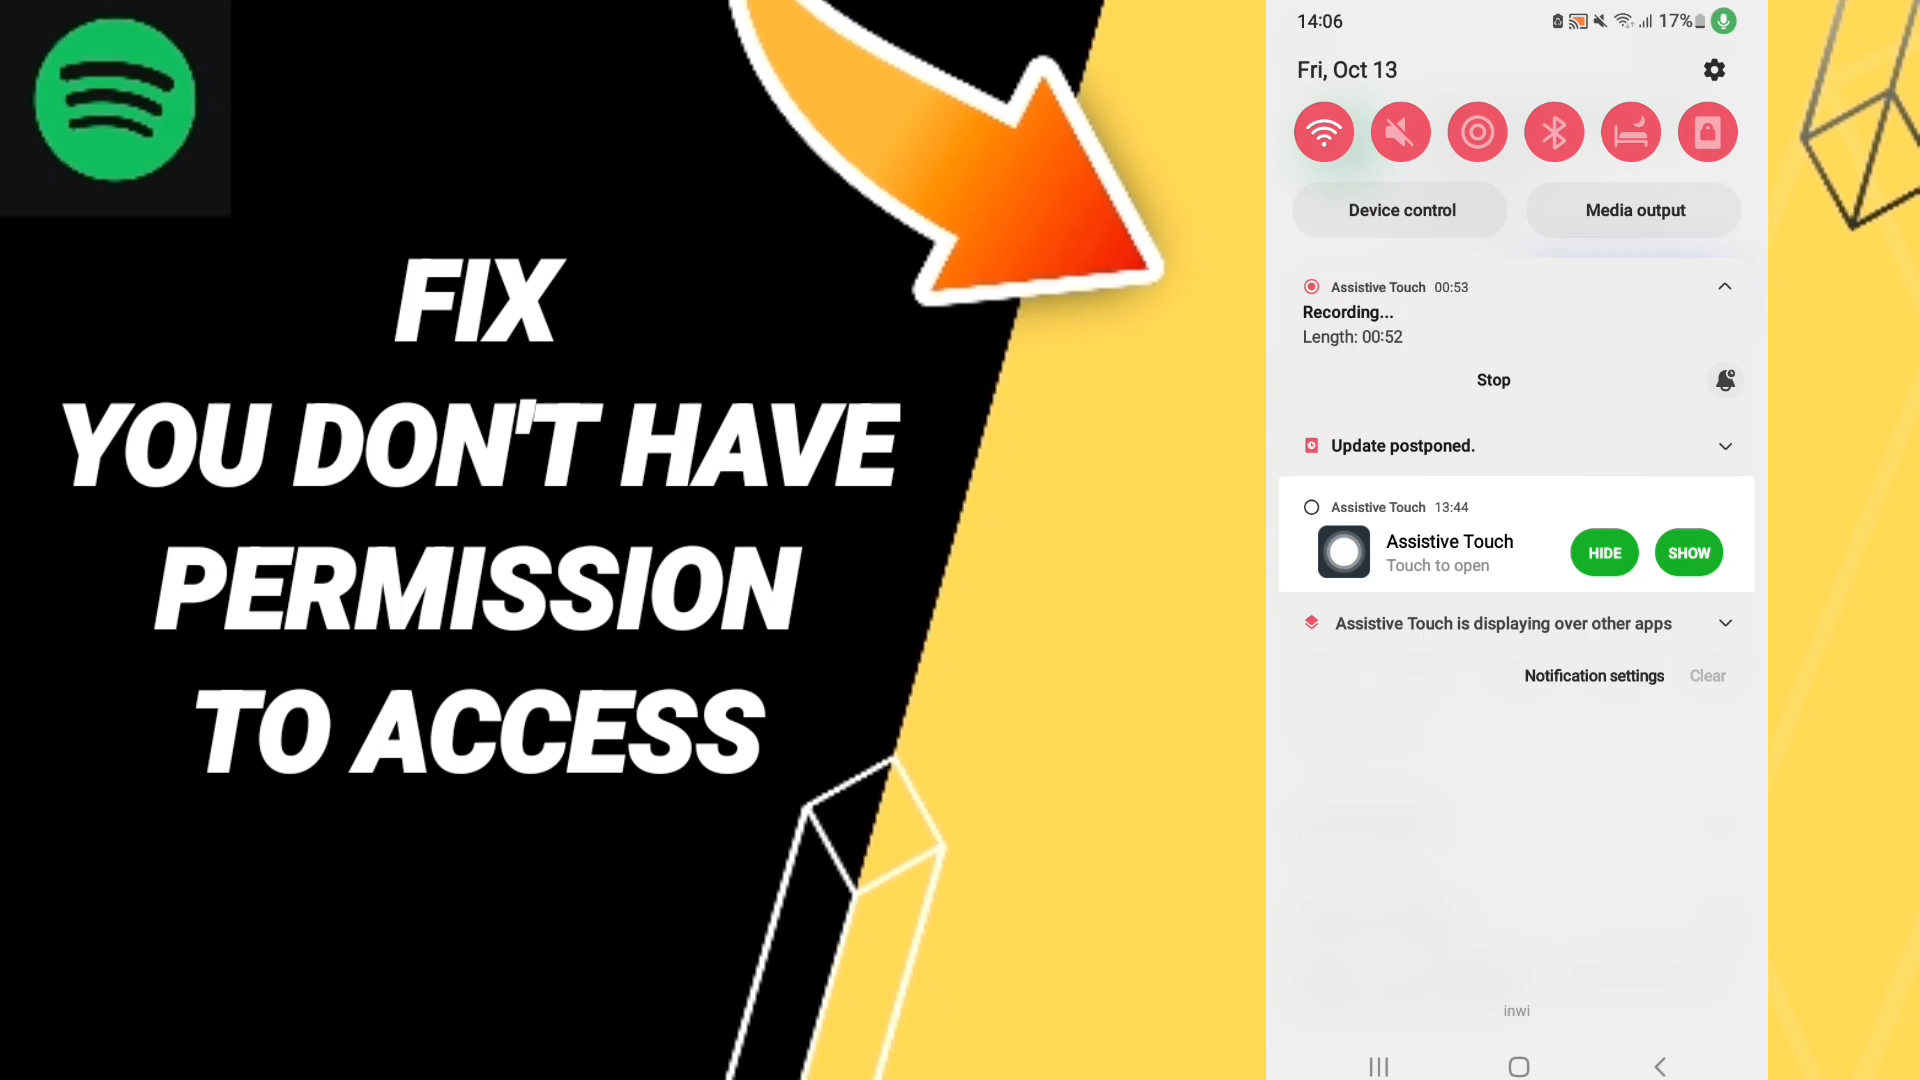 FIX
YOU DON'T HAVE
PERMISSION
TO ACCESS
14:06
17%
Fri, Oct 13
Device control
Media output
Assistive Touch 00:53
Recording...
Length: 00:52
Stop
Update postponed.
Assistive Touch 13:44
Assistive Touch
Touch to open
HIDE
SHOW
Assistive Touch is displaying over other apps
Notification settings
Clear
inwi